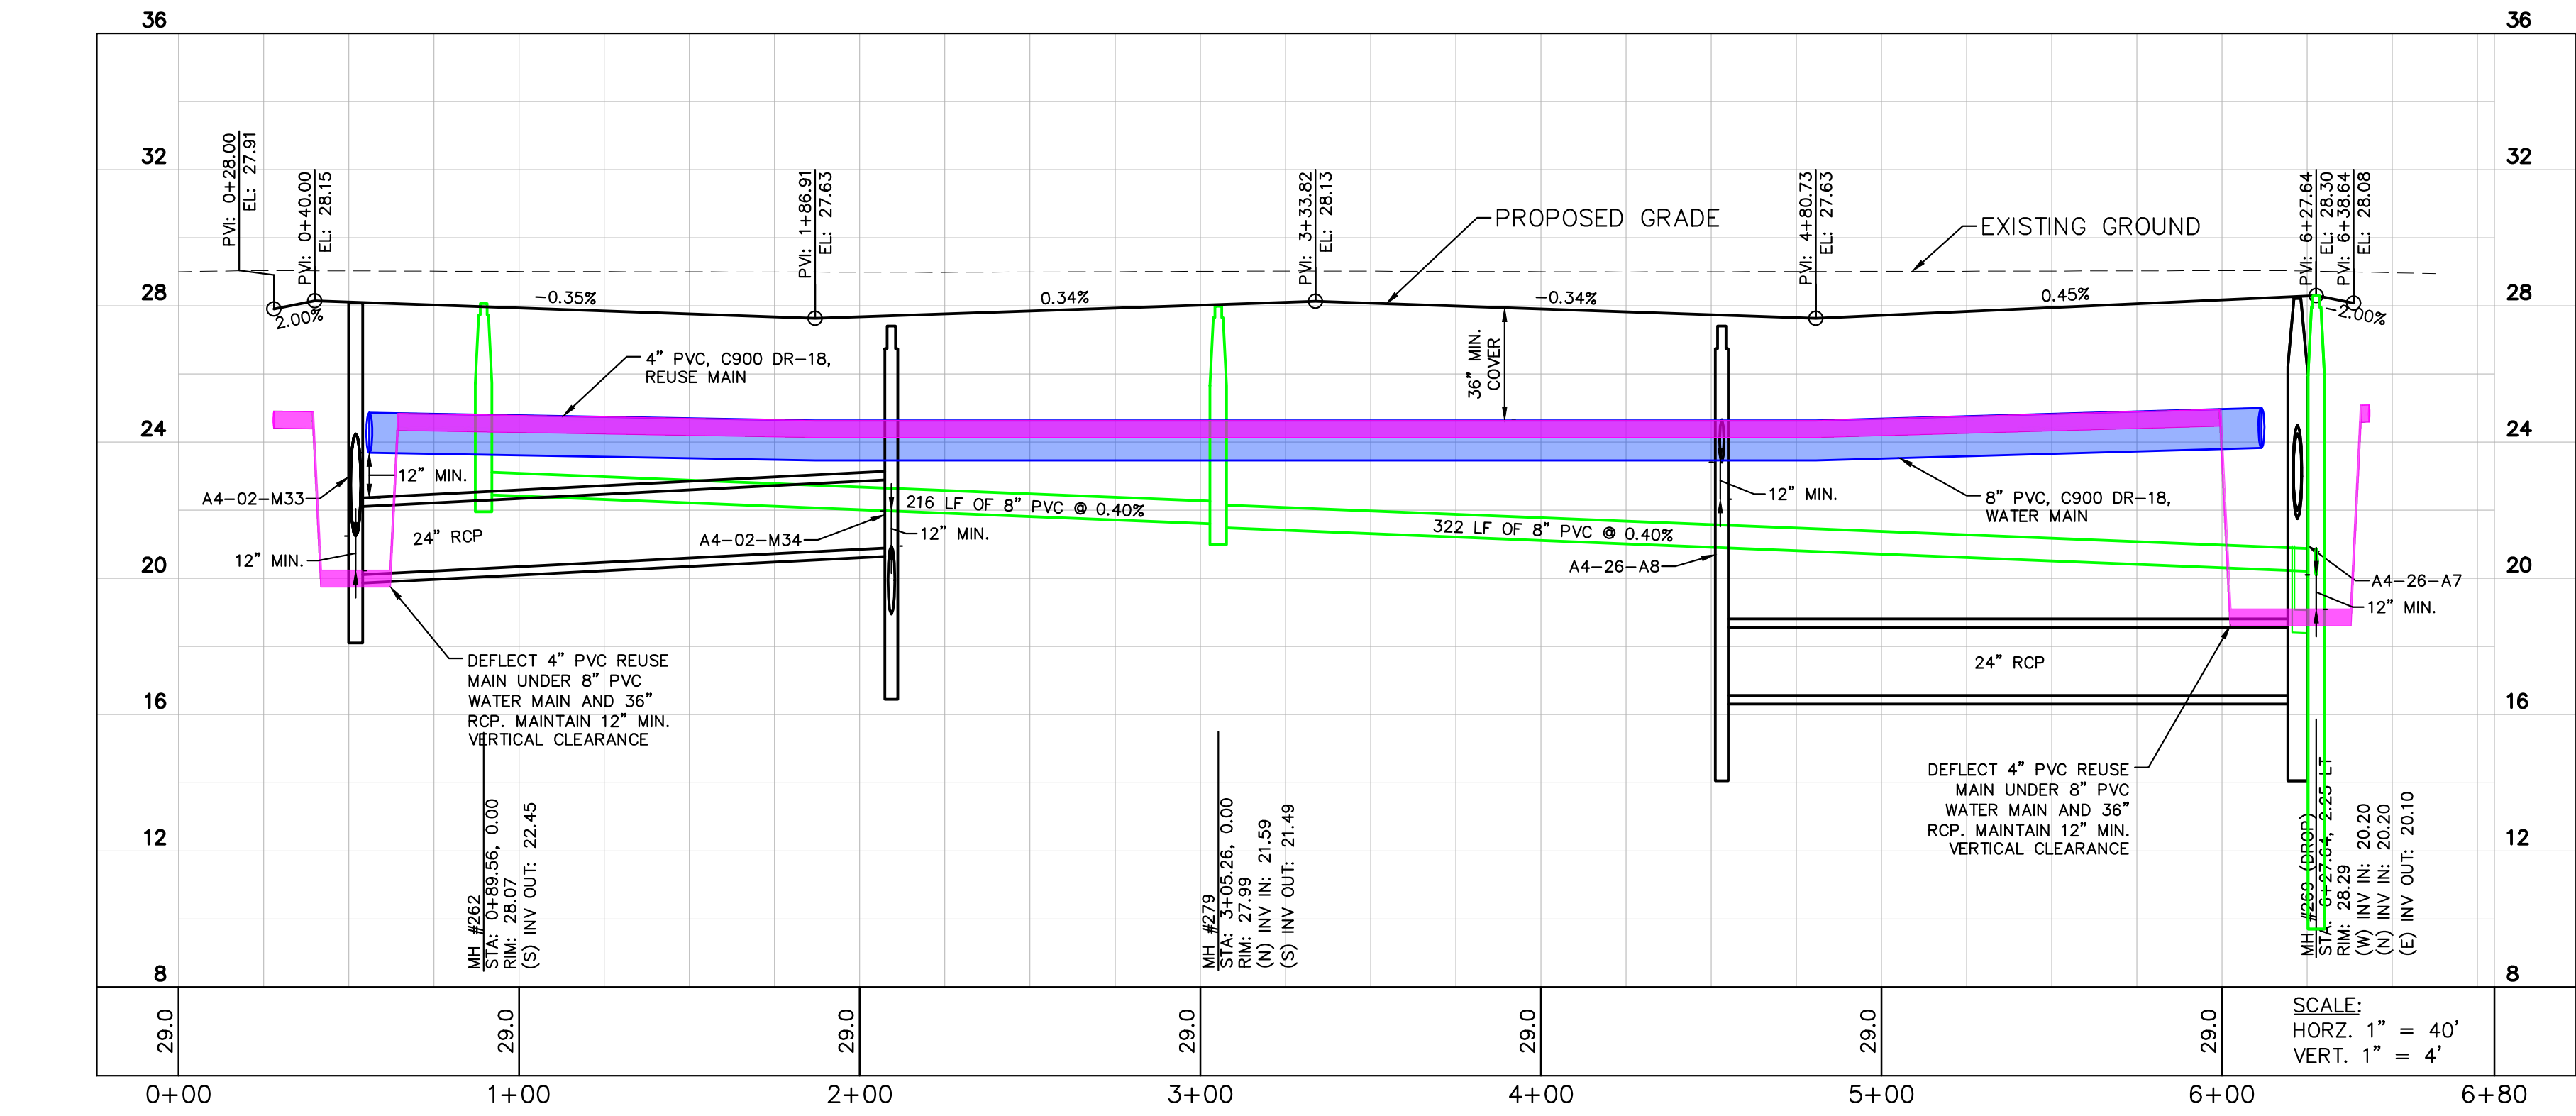 36
36
32
32
28
28
24
24
20
20
16
16
12
12
8
8
PVI: 0+28.00
EL: 27.91
PVI: 0+40.00
EL: 28.15
PVI: 1+86.91
EL: 27.63
PVI: 3+33.82
EL: 28.13
PVI: 4+80.73
EL: 27.63
PVI: 6+27.64
EL: 28.30
PVI: 6+38.64
EL: 28.08
PROPOSED GRADE
EXISTING GROUND
2.00%
-0.35%
0.34%
-0.34%
0.45%
-2.00%
4" PVC, C900 DR-18,
REUSE MAIN
36" MIN.
COVER
A4-02-M33
12" MIN.
24" RCP
12" MIN.
A4-02-M34
216 LF OF 8" PVC @ 0.40%
12" MIN.
322 LF OF 8" PVC @ 0.40%
12" MIN.
A4-26-A8
8" PVC, C900 DR-18,
WATER MAIN
A4-26-A7
12" MIN.
24" RCP
DEFLECT 4" PVC REUSE
MAIN UNDER 8" PVC
WATER MAIN AND 36"
RCP. MAINTAIN 12" MIN.
VERTICAL CLEARANCE
DEFLECT 4" PVC REUSE
MAIN UNDER 8" PVC
WATER MAIN AND 36"
RCP. MAINTAIN 12" MIN.
VERTICAL CLEARANCE
MH #262
STA: 0+89.56, 0.00
RIM: 28.07
(S) INV OUT: 22.45
MH #279
STA: 3+05.26, 0.00
RIM: 27.99
(N) INV IN: 21.59
(S) INV OUT: 21.49
MH #269 (DROP)
STA: 6+27.64, 2.25 LT
RIM: 28.29
(W) INV IN: 20.20
(N) INV IN: 20.20
(E) INV OUT: 20.10
29.0
29.0
29.0
29.0
29.0
29.0
29.0
SCALE:
HORZ. 1" = 40'
VERT. 1" = 4'
0+00
1+00
2+00
3+00
4+00
5+00
6+00
6+80